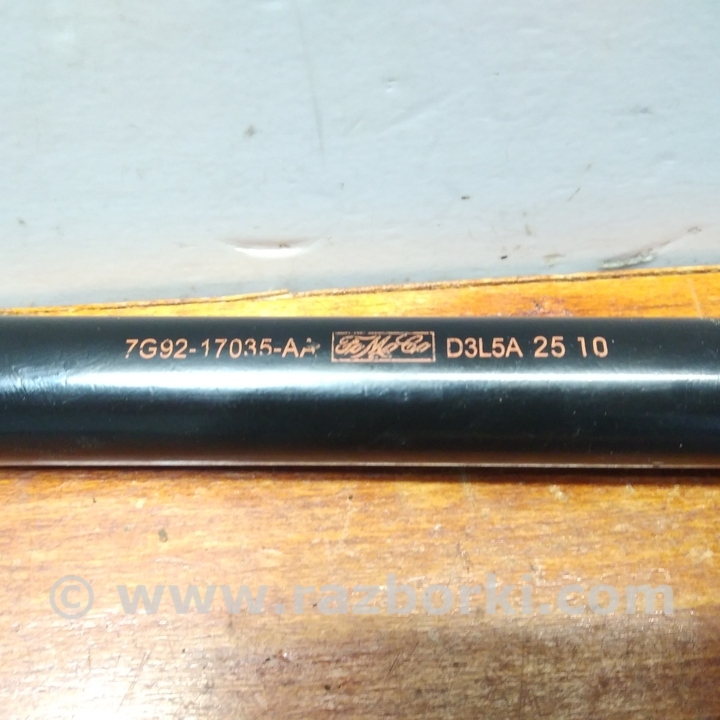 7G92-17035-AA FoMoCo D3L5A 25 10
© www.razborki.com